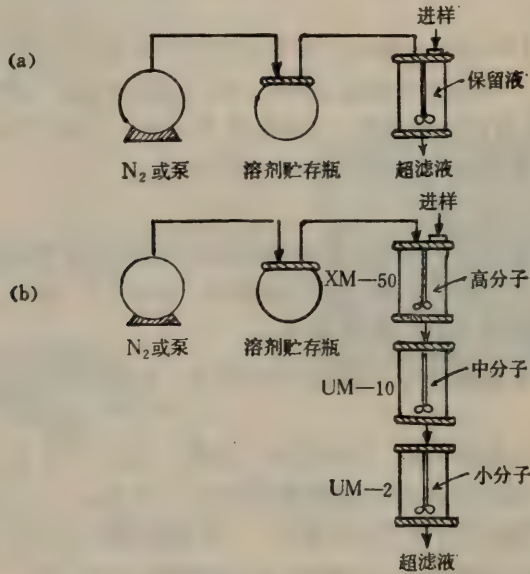 进样
(a)
保留液
N₂或泵
溶剂贮存瓶
超滤液
进样
XM—50
高分子
(b)
N₂或泵
溶剂贮存瓶
UM—10
中分子
UM—2
小分子
超滤液